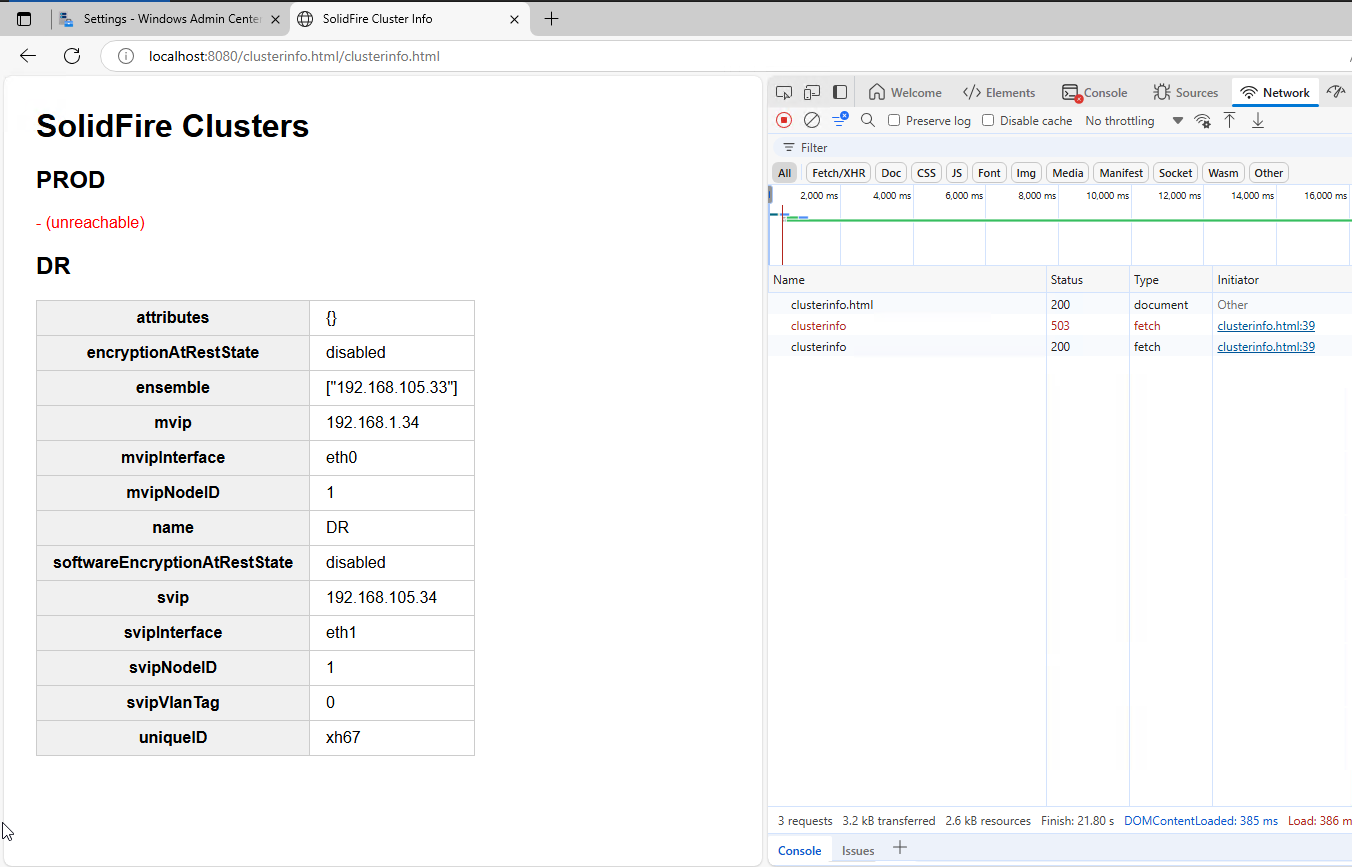 Settings - Windows Admin Center
SolidFire Cluster Info
localhost:8080/clusterinfo.html/clusterinfo.html
SolidFire Clusters
PROD
- (unreachable)
DR
attributes {}
encryptionAtRestState disabled
ensemble ["192.168.105.33"]
mvip 192.168.1.34
mvipInterface eth0
mvipNodeID 1
name DR
softwareEncryptionAtRestState disabled
svip 192.168.105.34
svipInterface eth1
svipNodeID 1
svipVlanTag 0
uniqueID xh67
Welcome Elements Console Sources Network
Preserve log Disable cache No throttling
Filter
All Fetch/XHR Doc CSS JS Font Img Media Manifest Socket Wasm Other
2,000 ms 4,000 ms 6,000 ms 8,000 ms 10,000 ms 12,000 ms 14,000 ms 16,000 ms
Name Status Type Initiator
clusterinfo.html 200 document Other
clusterinfo 503 fetch clusterinfo.html:39
clusterinfo 200 fetch clusterinfo.html:39
3 requests 3.2 kB transferred 2.6 kB resources Finish: 21.80 s DOMContentLoaded: 385 ms Load: 386 m
Console Issues